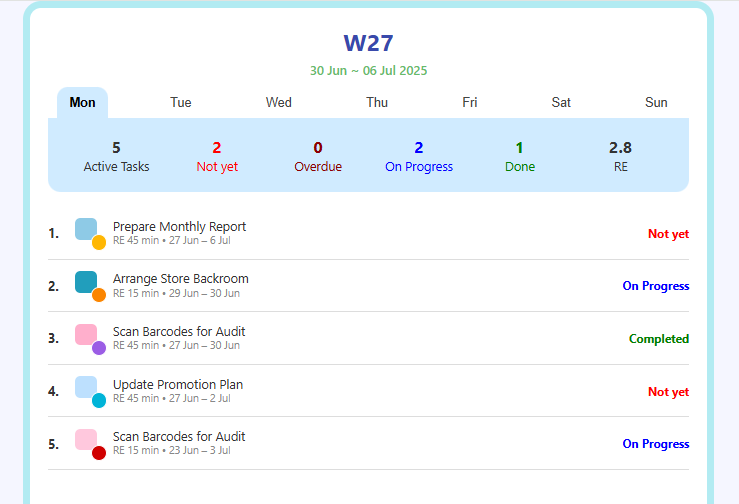 W27
30 Jun ~ 06 Jul 2025
Mon Tue Wed Thu Fri Sat Sun
5 2 0 2 1 2.8
Active Tasks Not yet Overdue On Progress Done RE
1. Prepare Monthly Report Not yet
RE 45 min • 27 Jun – 6 Jul
2. Arrange Store Backroom On Progress
RE 15 min • 29 Jun – 30 Jun
3. Scan Barcodes for Audit Completed
RE 45 min • 27 Jun – 30 Jun
4. Update Promotion Plan Not yet
RE 45 min • 27 Jun – 2 Jul
5. Scan Barcodes for Audit On Progress
RE 15 min • 23 Jun – 3 Jul